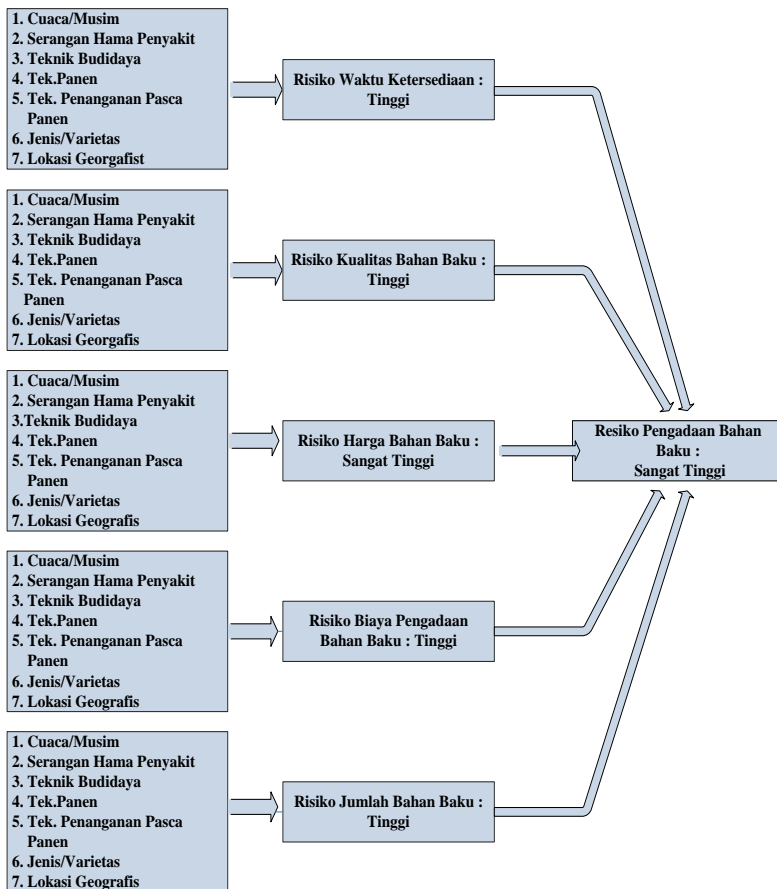 1. Cuaca/Musim
2. Serangan Hama Penyakit
3. Teknik Budidaya
4. Tek.Panen
5. Tek. Penanganan Pasca
Panen
6. Jenis/Varietas
7. Lokasi Georgafist
Risiko Waktu Ketersediaan :
Tinggi
1. Cuaca/Musim
2. Serangan Hama Penyakit
3. Teknik Budidaya
4. Tek.Panen
5. Tek. Penanganan Pasca
Panen
6. Jenis/Varietas
7. Lokasi Georgafis
Risiko Kualitas Bahan Baku :
Tinggi
1. Cuaca/Musim
2. Serangan Hama Penyakit
3.Teknik Budidaya
4. Tek.Panen
5. Tek. Penanganan Pasca
Panen
6. Jenis/Varietas
7. Lokasi Geografis
Risiko Harga Bahan Baku :
Sangat Tinggi
Resiko Pengadaan Bahan
Baku :
Sangat Tinggi
1. Cuaca/Musim
2. Serangan Hama Penyakit
3. Teknik Budidaya
4. Tek.Panen
5. Tek. Penanganan Pasca
Panen
6. Jenis/Varietas
7. Lokasi Geografis
Risiko Biaya Pengadaan
Bahan Baku : Tinggi
1. Cuaca/Musim
2. Serangan Hama Penyakit
3. Teknik Budidaya
4. Tek.Panen
5. Tek. Penanganan Pasca
Panen
6. Jenis/Varietas
7. Lokasi Geografis
Risiko Jumlah Bahan Baku :
Tinggi